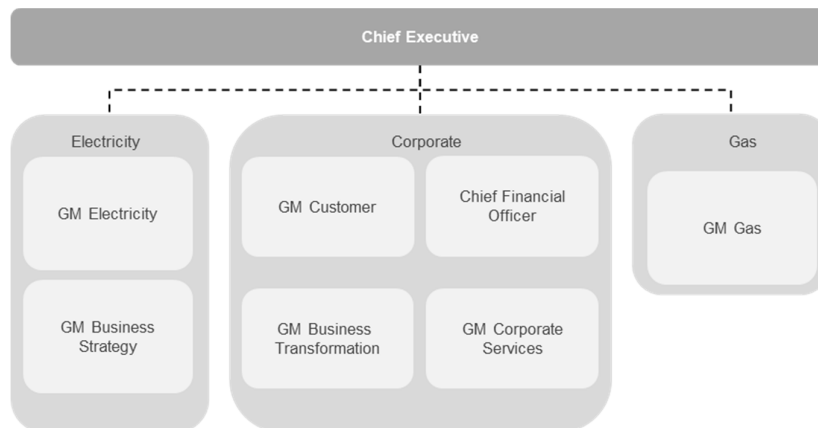 Chief Executive
Electricity
GM Electricity
GM Business
Strategy
Corporate
GM Customer
Chief Financial
Officer
GM Business
Transformation
GM Corporate
Services
Gas
GM Gas